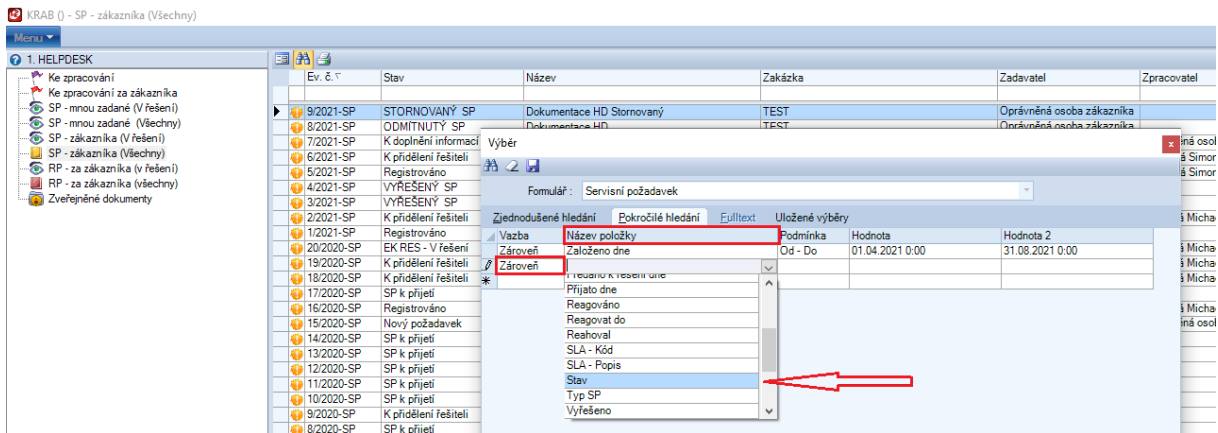 KRAB () - SP - zákazníka (Všechny)
Menu
1. HELPDESK
Ke zpracování
Ke zpracování za zákazníka
SP - mnou zadané (V řešení)
SP - mnou zadané (Všechny)
SP - zákazníka (V řešení)
SP - zákazníka (Všechny)
RP - za zákazníka (v řešení)
RP - za zákazníka (všechny)
Zveřejněné dokumenty
Ev. č. Stav Název Zakázka Zadavatel Zpracovatel
9/2021-SP STORNOVANÝ SP Dokumentace HD Stornovaný TEST Oprávněná osoba zákazníka
8/2021-SP ODMÍTNUTÝ SP Dokumentace HD TEST Oprávněná osoba zákazníka
7/2021-SP K doplnění informací
6/2021-SP K přidělení řešiteli
5/2021-SP Registrováno
4/2021-SP VYŘEŠENÝ SP
3/2021-SP VYŘEŠENÝ SP
2/2021-SP K přidělení řešiteli
1/2021-SP Registrováno
20/2020-SP EK RES - V řešení
19/2020-SP K přidělení řešiteli
18/2020-SP K přidělení řešiteli
17/2020-SP SP k přijetí
16/2020-SP Registrováno
15/2020-SP Nový požadavek
14/2020-SP SP k přijetí
13/2020-SP SP k přijetí
12/2020-SP SP k přijetí
11/2020-SP SP k přijetí
10/2020-SP SP k přijetí
9/2020-SP K přidělení řešiteli
8/2020-SP SP k přijetí
Výběr
x
Formulář : Servisní požadavek
Zjednodušené hledání Pokročilé hledání Fulltext Uložené výběry
Vazba Název položky Podmínka Hodnota Hodnota 2
Zároveň Založeno dne Od - Do 01.04.2021 0:00 31.08.2021 0:00
Zároveň
Předáno k řešení dne
Přijato dne
Reagováno
Reagovat do
Reahoval
SLA - Kód
SLA - Popis
Stav
Typ SP
Vyřešeno